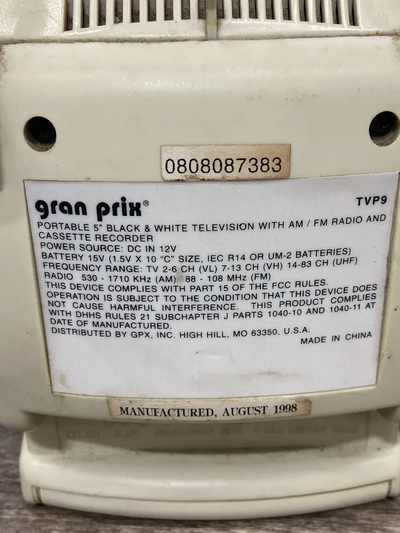 0808087383
gran prix® TVP9
PORTABLE 5" BLACK & WHITE TELEVISION WITH AM / FM RADIO AND
CASSETTE RECORDER
POWER SOURCE: DC IN 12V
BATTERY 15V (1.5V X 10 "C" SIZE, IEC R14 OR UM-2 BATTERIES)
FREQUENCY RANGE: TV 2-6 CH (VL) 7-13 CH (VH) 14-83 CH (UHF)
RADIO 530 - 1710 KHz (AM) 88 - 108 MHz (FM)
THIS DEVICE COMPLIES WITH PART 15 OF THE FCC RULES.
OPERATION IS SUBJECT TO THE CONDITION THAT THIS DEVICE DOES
NOT CAUSE HARMFUL INTERFERENCE. THIS PRODUCT COMPLIES
WITH DHHS RULES 21 SUBCHAPTER J PARTS 1040-10 AND 1040-11 AT
DATE OF MANUFACTURED.
DISTRIBUTED BY GPX, INC. HIGH HILL, MO 63350, U.S.A.
MADE IN CHINA
MANUFACTURED, AUGUST 1998